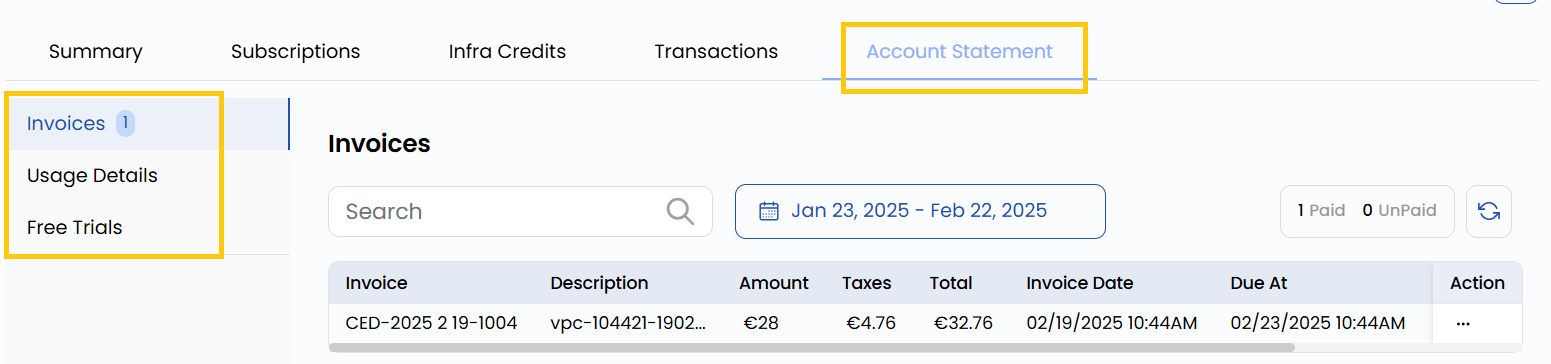 Summary Subscriptions Infra Credits Transactions Account Statement
Invoices 1
Usage Details
Free Trials
Invoices
Search
Jan 23, 2025 - Feb 22, 2025
1 Paid 0 UnPaid
Invoice Description Amount Taxes Total Invoice Date Due At Action
CED-2025 2 19-1004 vpc-104421-1902... €28 €4.76 €32.76 02/19/2025 10:44AM 02/23/2025 10:44AM ...